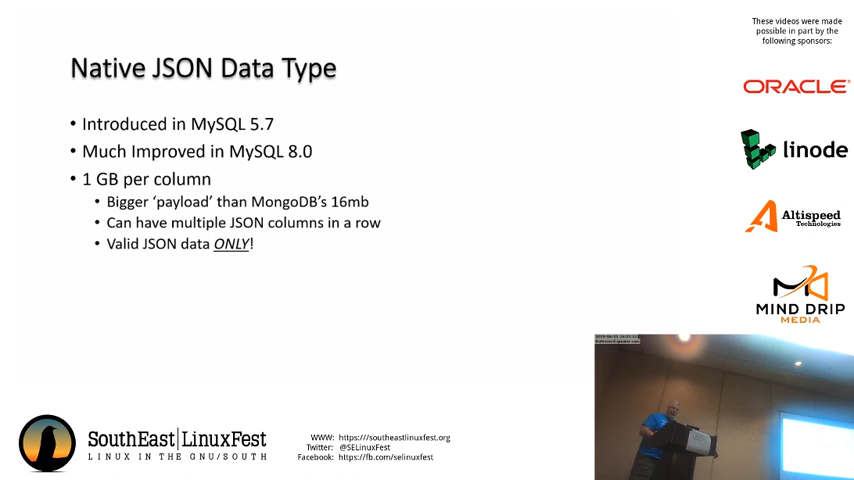 These videos were made
possible in part by the
following sponsors:
Native JSON Data Type
• Introduced in MySQL 5.7
• Much Improved in MySQL 8.0
• 1 GB per column
• Bigger ‘payload’ than MongoDB’s 16mb
• Can have multiple JSON columns in a row
• Valid JSON data ONLY!
ORACLE
linode
Altispeed
Technologies
MIND DRIP
MEDIA
SouthEast|LinuxFest
LINUX IN THE GNU/SOUTH
WWW: https:///southeastlinuxfest.org
Twitter: @SELinuxFest
Facebook: https://fb.com/selinuxfest